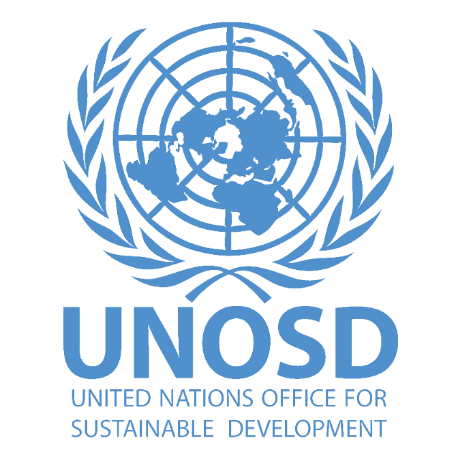 UNOSD
UNITED NATIONS OFFICE FOR
SUSTAINABLE DEVELOPMENT